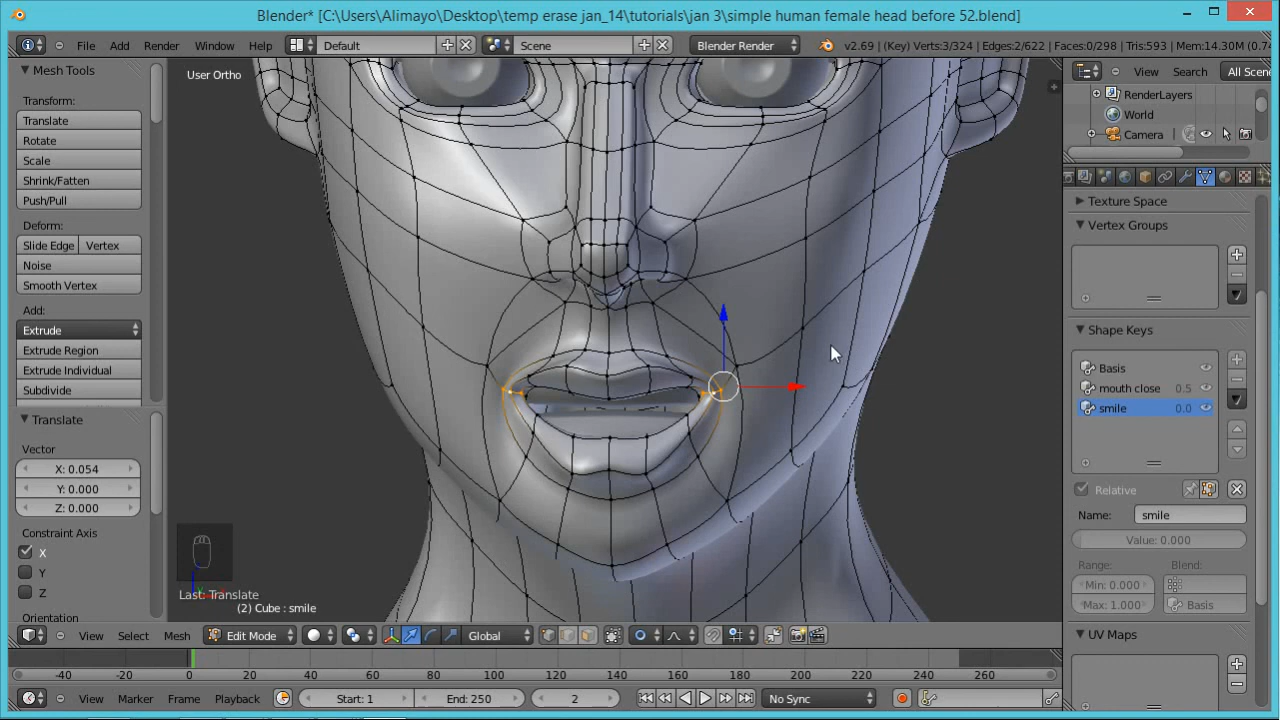 Blender* [C:\Users\Alimayo\Desktop\temp erase jan_14\tutorials\jan 3\simple human female head before 52.blend]
File Add Render Window Help Default Scene Blender Render v2.69 | (Key) Verts:3/324 | Edges:2/622 | Faces:0/298 | Tris:593 | Mem:14.30M (0.74
Mesh Tools
Transform:
Translate
Rotate
Scale
Shrink/Fatten
Push/Pull
Deform:
Slide Edge Vertex
Noise
Smooth Vertex
Add:
Extrude
Extrude Region
Extrude Individual
Subdivide
Translate
Vector
X: 0.054
Y: 0.000
Z: 0.000
Constraint Axis
X
Y
Z
Orientation
User Ortho
Last: Translate
(2) Cube : smile
View Search All Scene
RenderLayers
World
Camera
Texture Space
Vertex Groups
Shape Keys
Basis
mouth close 0.5
smile 0.0
Relative
Name: smile
Value: 0.000
Range: Blend:
Min: 0.000
Max: 1.000 Basis
UV Maps
View Select Mesh Edit Mode Global
-40 -20 0 20 40 60 80 100 120 140 160 180 200 220 240 260
View Marker Frame Playback Start: 1 End: 250 2 No Sync